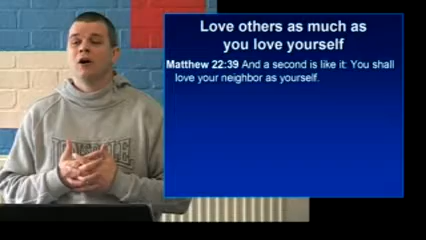 Love others as much as
you love yourself
Matthew 22:39 And a second is like it: You shall
love your neighbor as yourself.